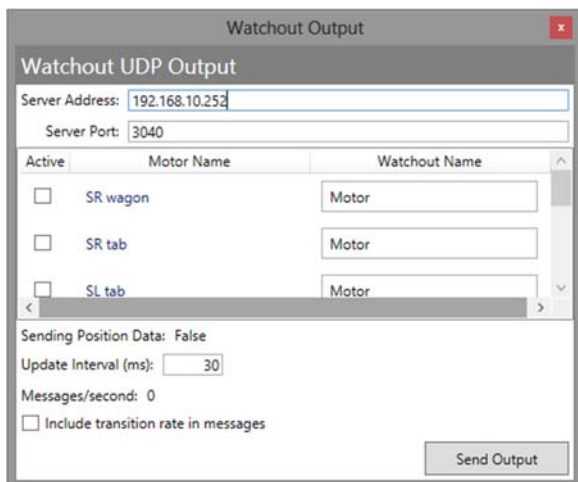 Watchout Output
x
Watchout UDP Output
Server Address: 192.168.10.252
Server Port: 3040
Active Motor Name Watchout Name
SR wagon Motor
SR tab Motor
SL tab Motor
Sending Position Data: False
Update Interval (ms): 30
Messages/second: 0
Include transition rate in messages
Send Output